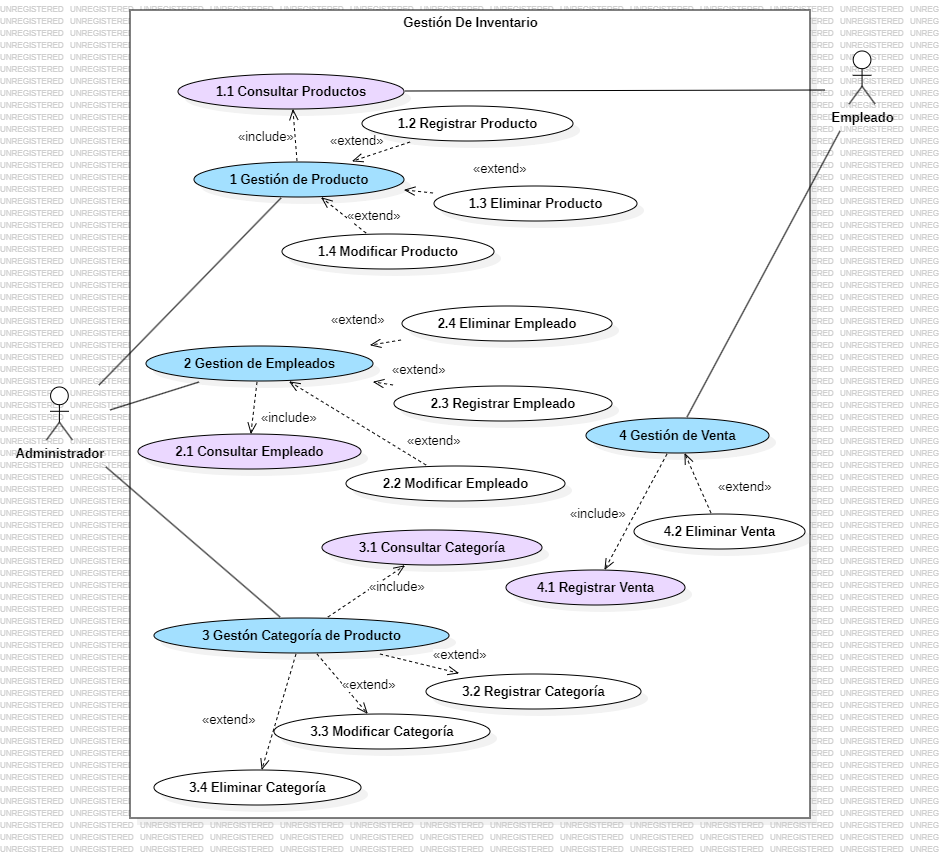 Gestión De Inventario
1.1 Consultar Productos
Empleado
1.2 Registrar Producto
«include»
«extend»
1 Gestión de Producto
«extend»
1.3 Eliminar Producto
«extend»
1.4 Modificar Producto
«extend»
2.4 Eliminar Empleado
2 Gestion de Empleados
«extend»
2.3 Registrar Empleado
«include»
4 Gestión de Venta
«extend»
Administrador
2.1 Consultar Empleado
2.2 Modificar Empleado
«extend»
«include»
4.2 Eliminar Venta
3.1 Consultar Categoría
«include»
4.1 Registrar Venta
3 Gestón Categoría de Producto
«extend»
«extend»
3.2 Registrar Categoría
«extend»
3.3 Modificar Categoría
3.4 Eliminar Categoría
UNREGISTERED